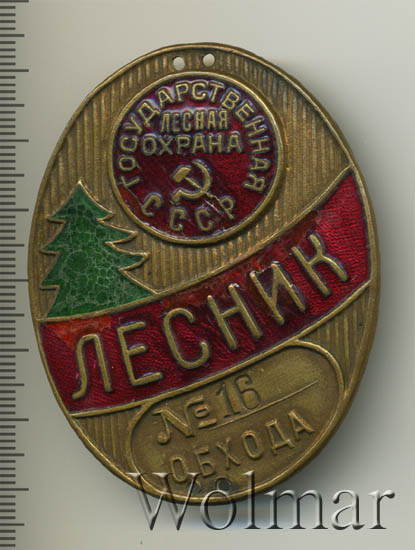 ГОСУДАРСТВЕННАЯ
ЛЕСНАЯ
ОХРАНА
СССР
ЛЕСНИК
№ 16
ОБХОДА
Wolmar